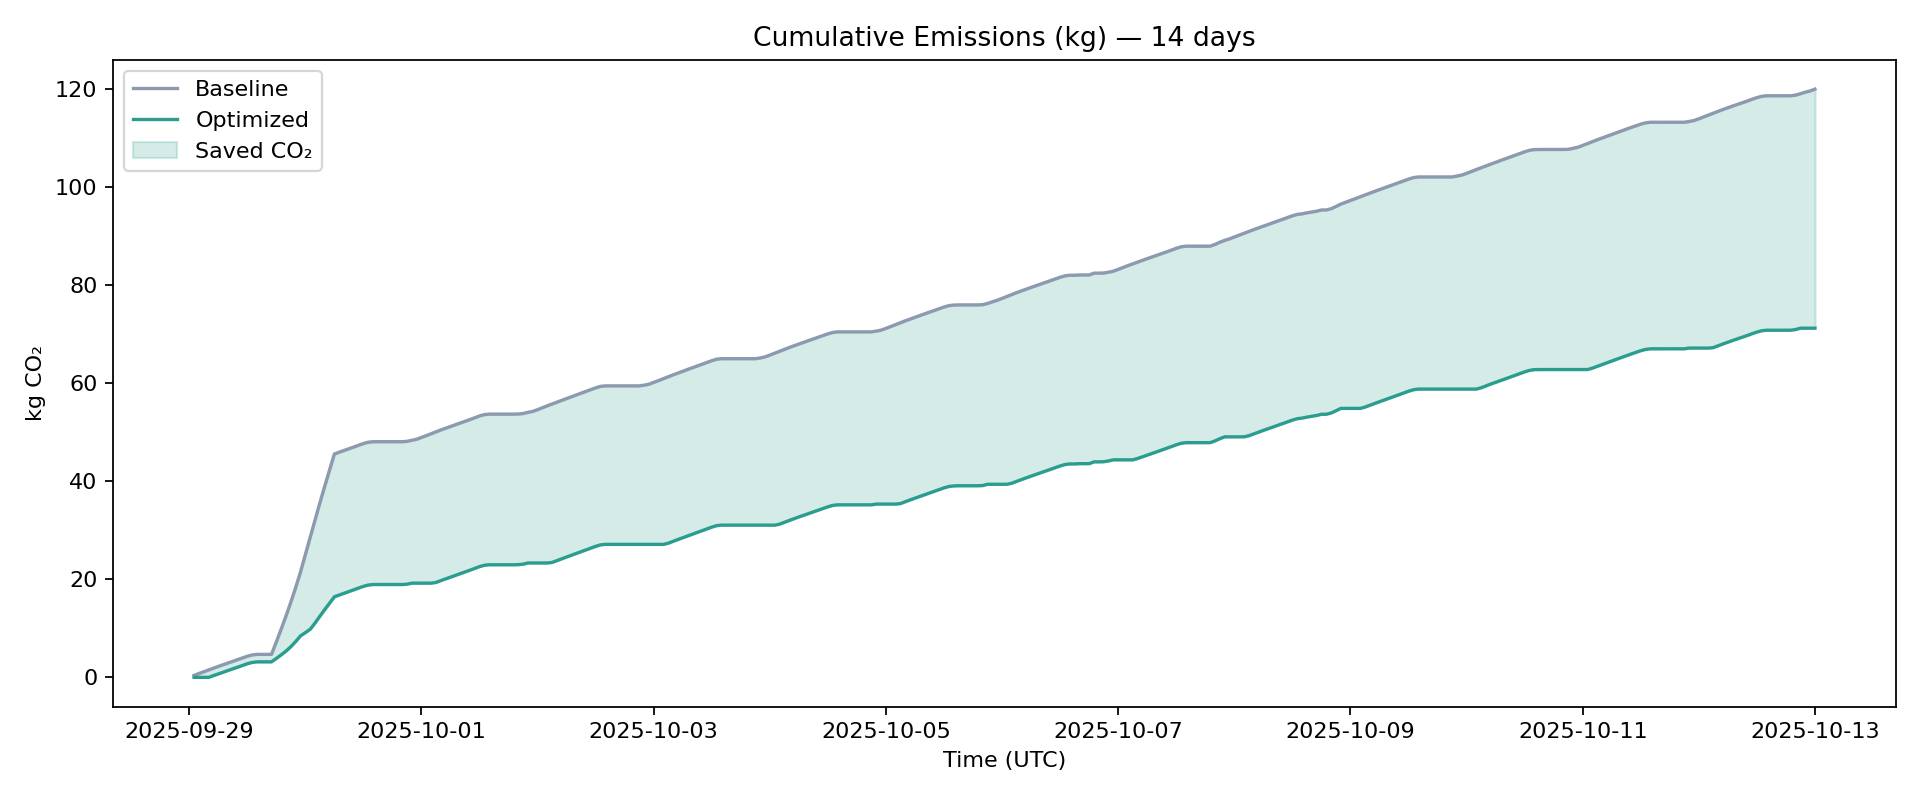 Cumulative Emissions (kg) — 14 days
Baseline
Optimized
Saved CO₂
kg CO₂
120
100
80
60
40
20
0
2025-09-29 2025-10-01 2025-10-03 2025-10-05 2025-10-07 2025-10-09 2025-10-11 2025-10-13
Time (UTC)